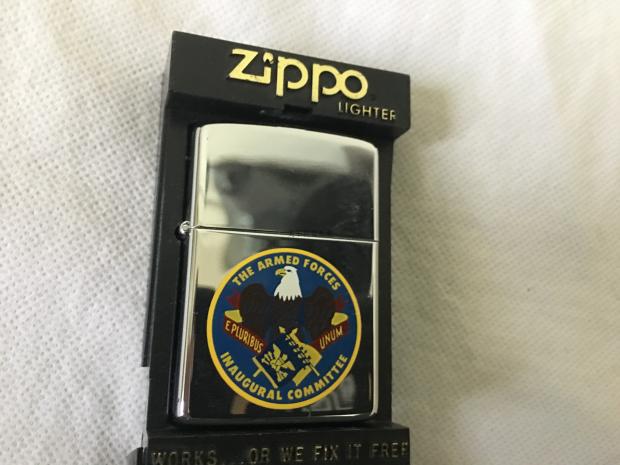 Zippo
LIGHTER
THE ARMED FORCES
E PLURIBUS UNUM
INAUGURAL COMMITTEE
WORKS... OR WE FIX IT FREE